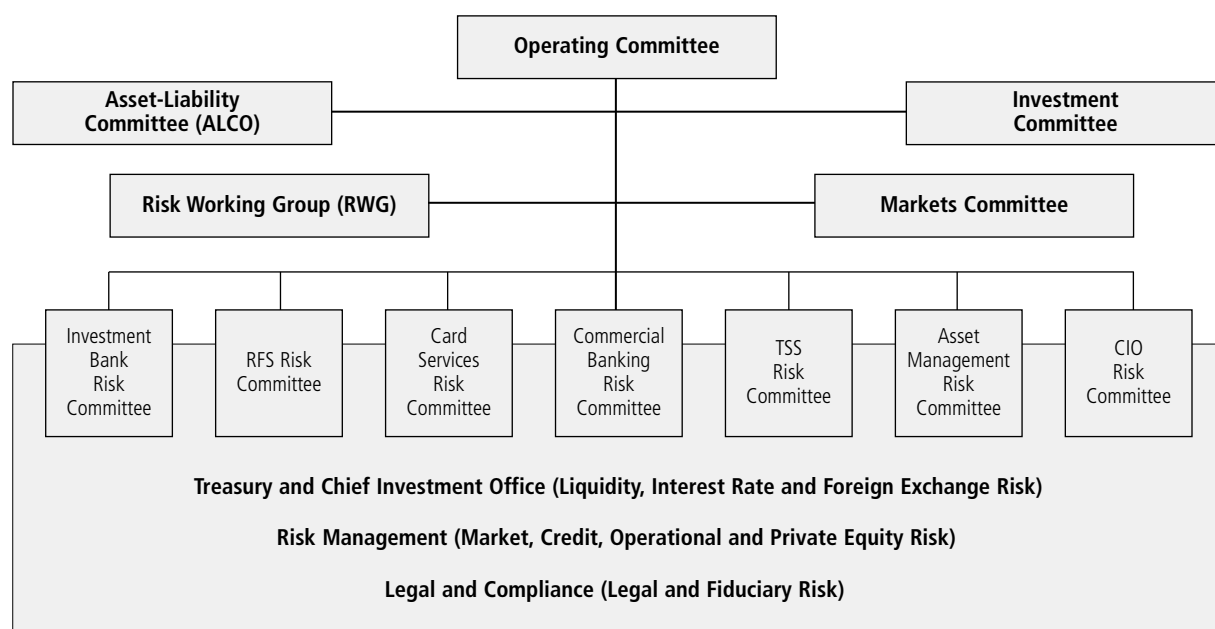 Operating Committee
Asset-Liability
Committee (ALCO)
Investment
Committee
Risk Working Group (RWG)
Markets Committee
Investment
Bank
Risk
Committee
RFS Risk
Committee
Card
Services
Risk
Committee
Commercial
Banking
Risk
Committee
TSS
Risk
Committee
Asset
Management
Risk
Committee
CIO
Risk
Committee
Treasury and Chief Investment Office (Liquidity, Interest Rate and Foreign Exchange Risk)
Risk Management (Market, Credit, Operational and Private Equity Risk)
Legal and Compliance (Legal and Fiduciary Risk)